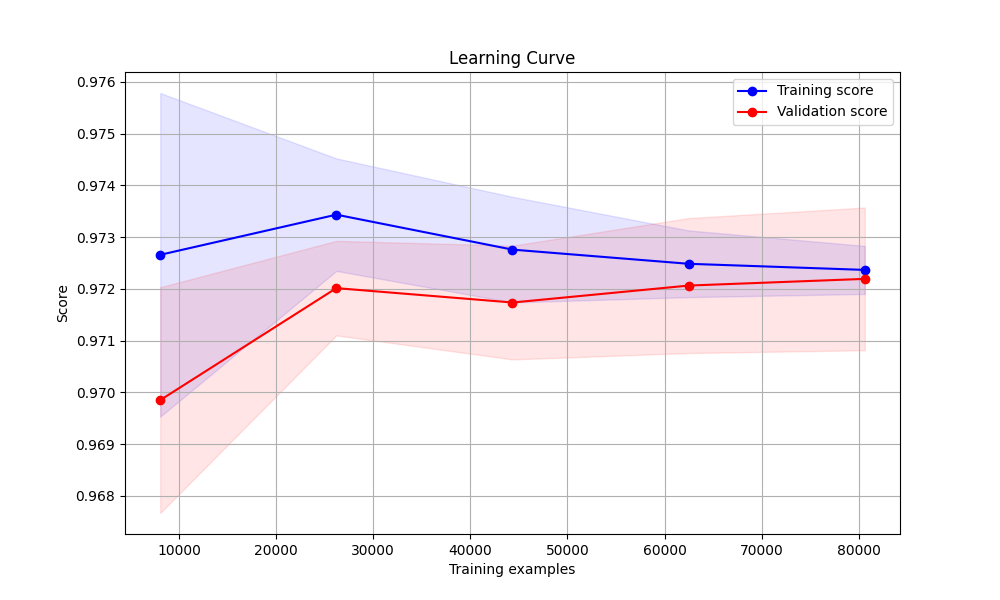 Learning Curve
0.976
0.975
0.974
0.973
0.972
0.971
0.970
0.969
0.968
Score
Training score
Validation score
10000 20000 30000 40000 50000 60000 70000 80000
Training examples